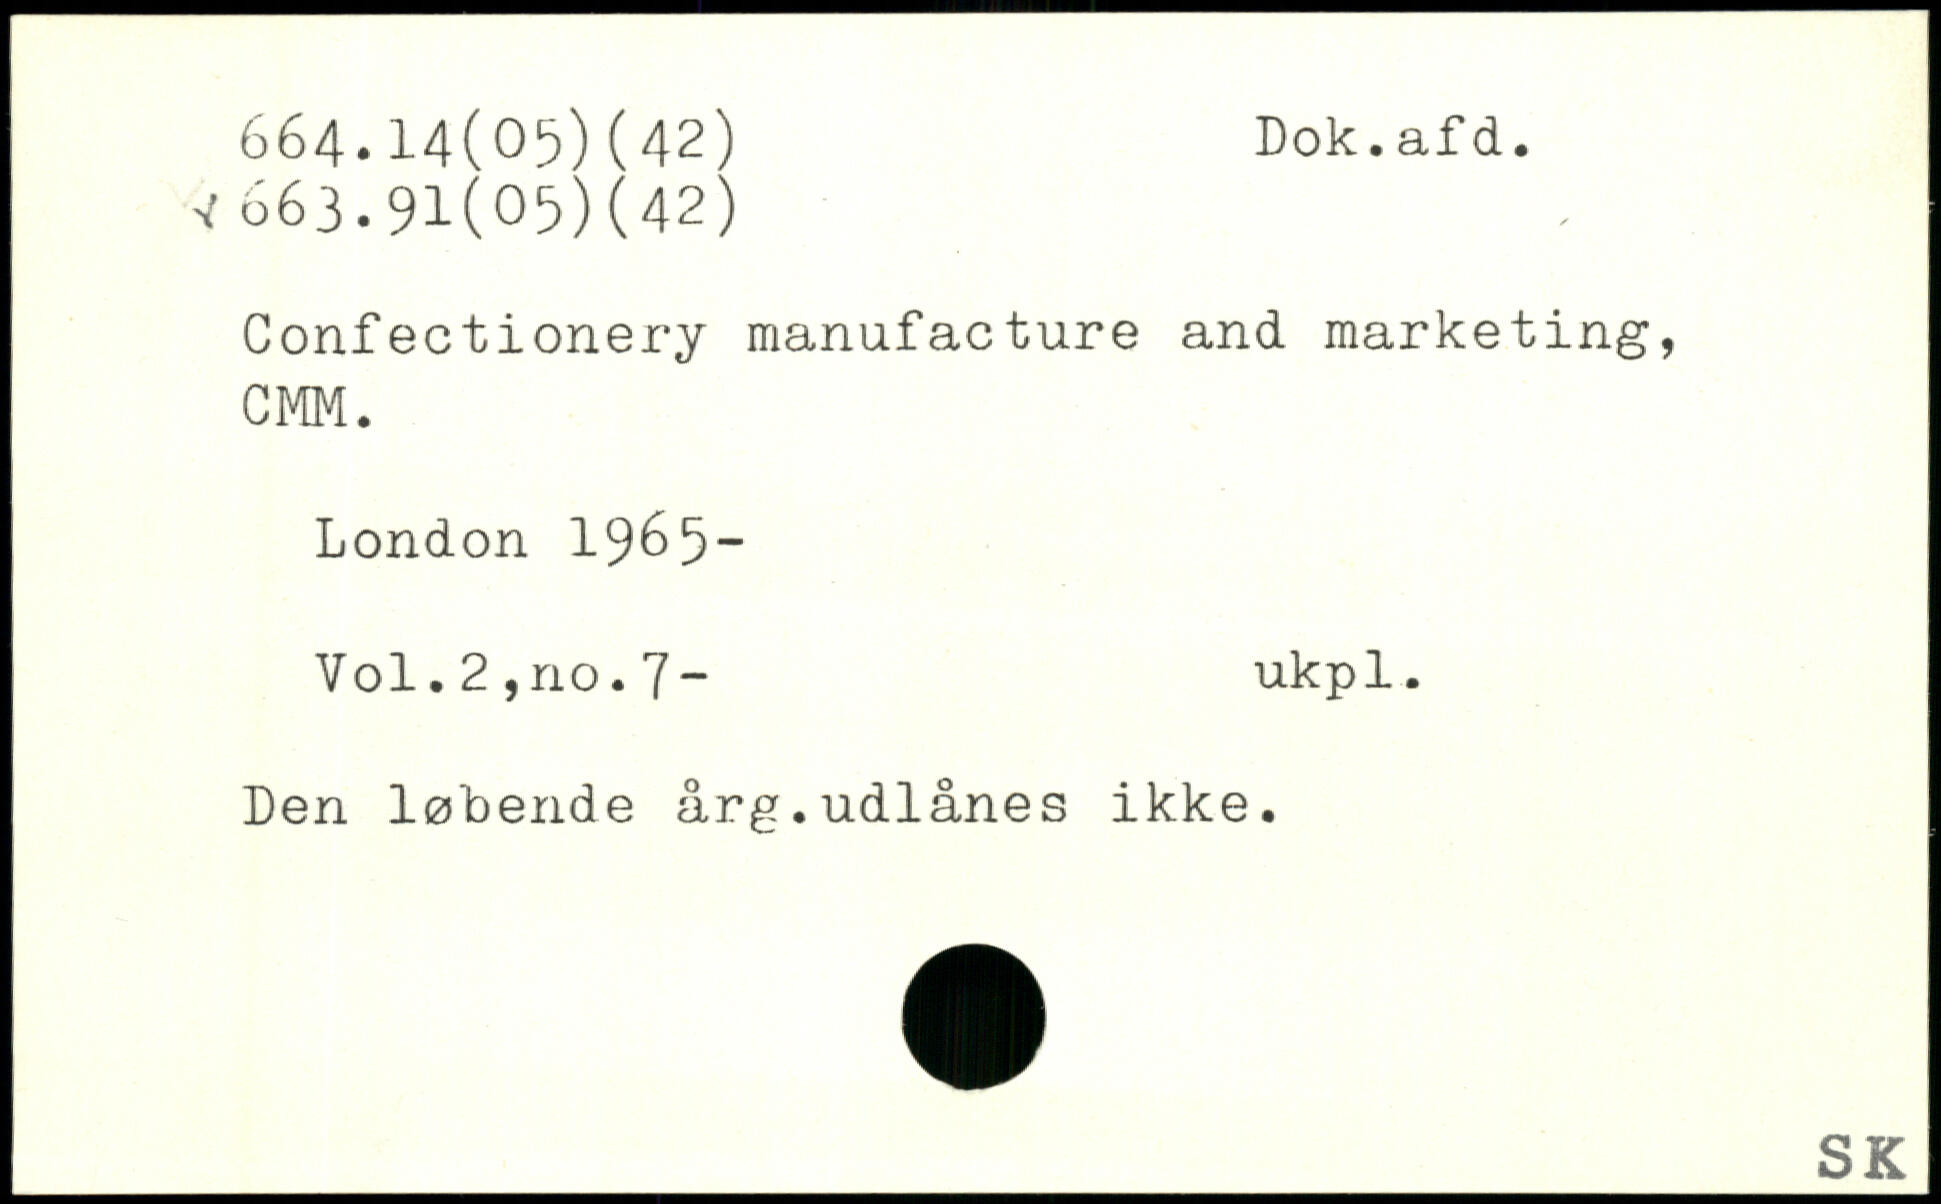 664.14(05)(42) Dok.afd.
663.91(05)(42)
Confectionery manufacture and marketing,
CMM.
London 1965-
Vol.2,no.7- ukpl.
Den løbende årg.udlånes ikke.
SK